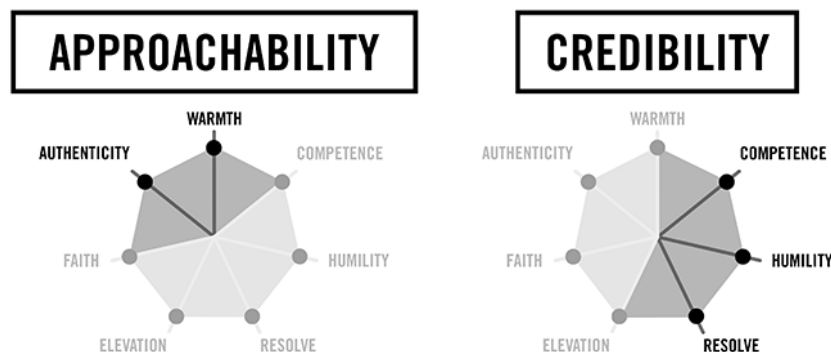 APPROACHABILITY
WARMTH
AUTHENTICITY
COMPETENCE
FAITH
HUMILITY
ELEVATION
RESOLVE
CREDIBILITY
WARMTH
AUTHENTICITY
COMPETENCE
FAITH
HUMILITY
ELEVATION
RESOLVE